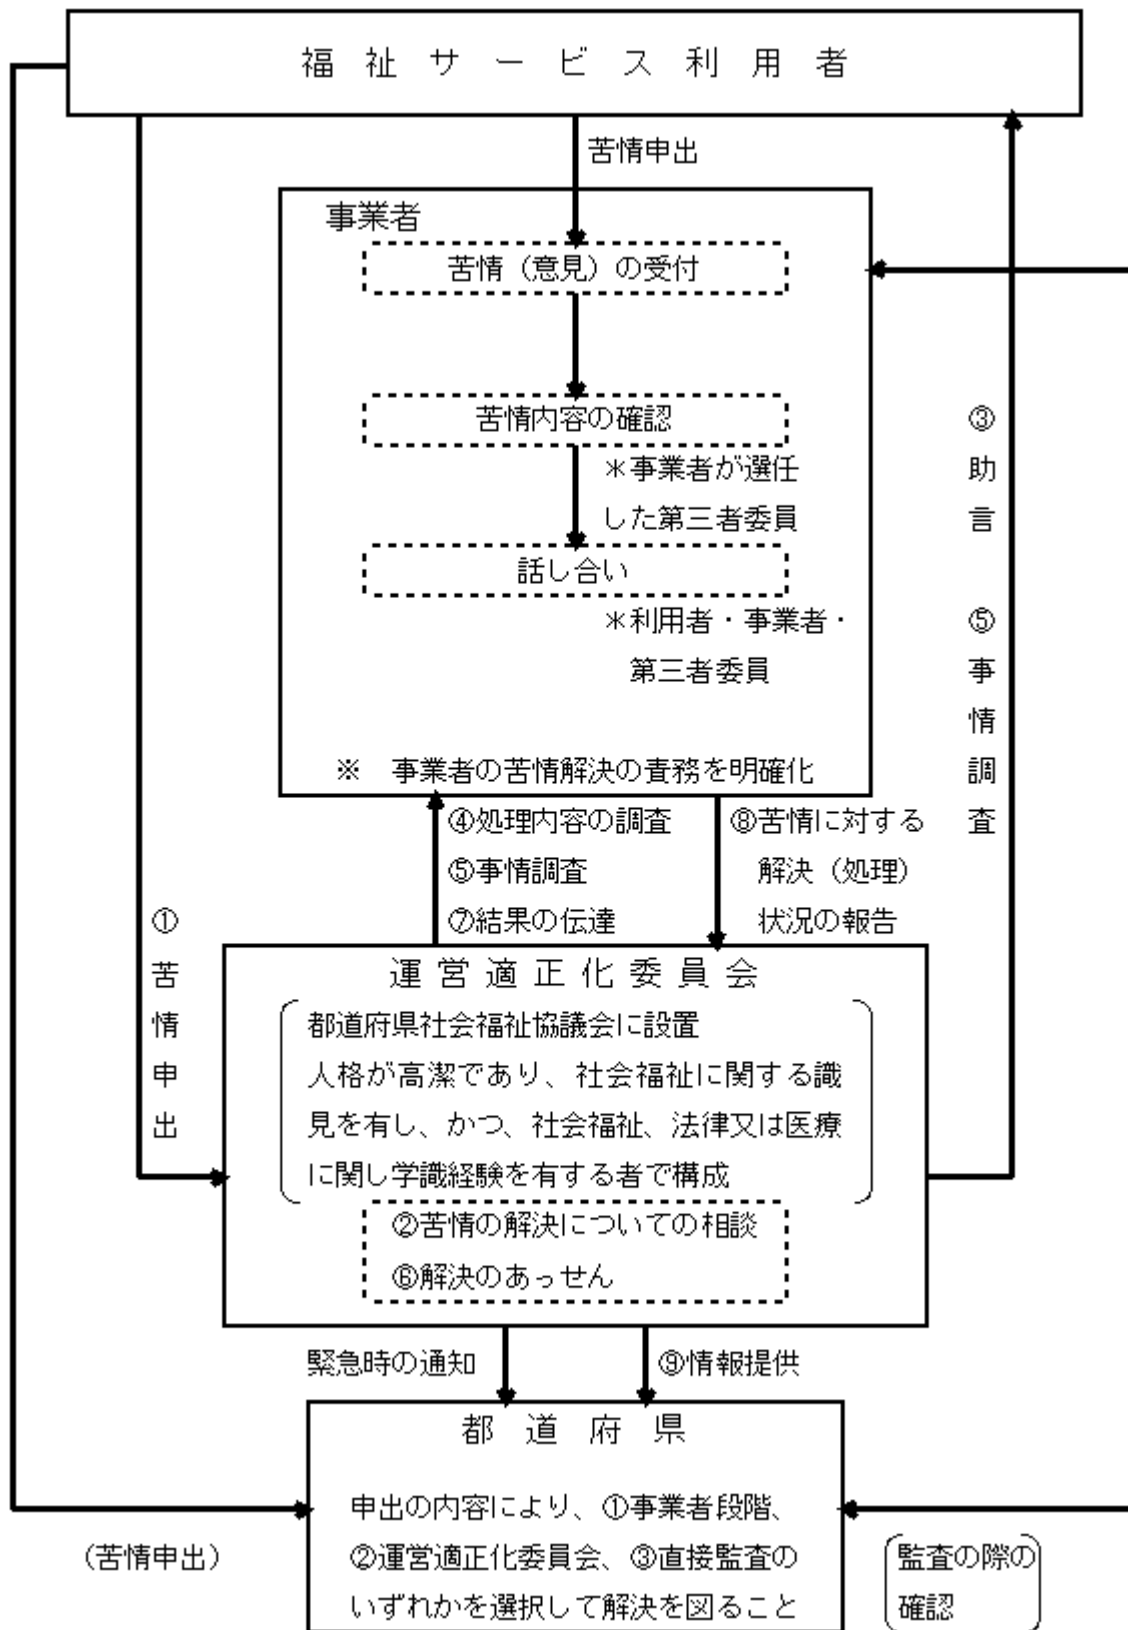 福祉サービス利用者
苦情申出
事業者
苦情（意見）の受付
苦情内容の確認
＊事業者が選任
した第三者委員
話し合い
＊利用者・事業者・
第三者委員
※　事業者の苦情解決の責務を明確化
③助言
⑤事情調査
④処理内容の調査
⑤事情調査
⑦結果の伝達
⑧苦情に対する
解決（処理）
状況の報告
①苦情申出
運営適正化委員会
都道府県社会福祉協議会に設置
人格が高潔であり、社会福祉に関する識
見を有し、かつ、社会福祉、法律又は医療
に関し学識経験を有する者で構成
②苦情の解決についての相談
⑥解決のあっせん
緊急時の通知
⑨情報提供
都道府県
申出の内容により、①事業者段階、
②運営適正化委員会、③直接監査の
いずれかを選択して解決を図ること
（苦情申出）
監査の際の
確認